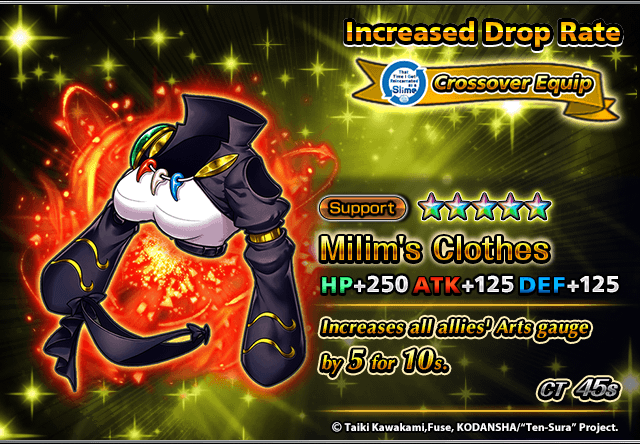 Increased Drop Rate
That
Time I Got
Reincarnated
as a
Slime
Crossover Equip
Support
Milim's Clothes
HP+250 ATK+125 DEF+125
Increases all allies' Arts gauge
by 5 for 10s.
CT 45s
© Taiki Kawakami,Fuse, KODANSHA/“Ten-Sura” Project.